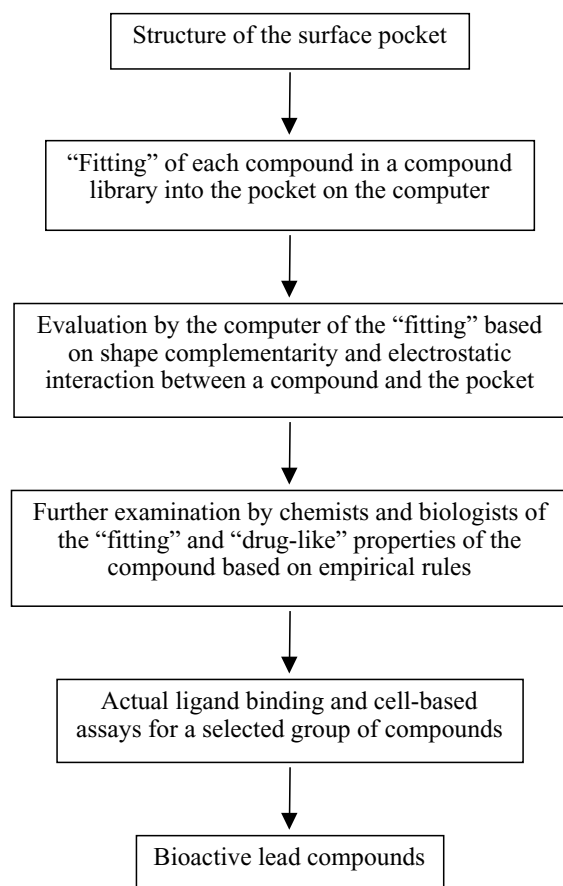 Structure of the surface pocket
“Fitting” of each compound in a compound
library into the pocket on the computer
Evaluation by the computer of the “fitting” based
on shape complementarity and electrostatic
interaction between a compound and the pocket
Further examination by chemists and biologists of
the “fitting” and “drug-like” properties of the
compound based on empirical rules
Actual ligand binding and cell-based
assays for a selected group of compounds
Bioactive lead compounds